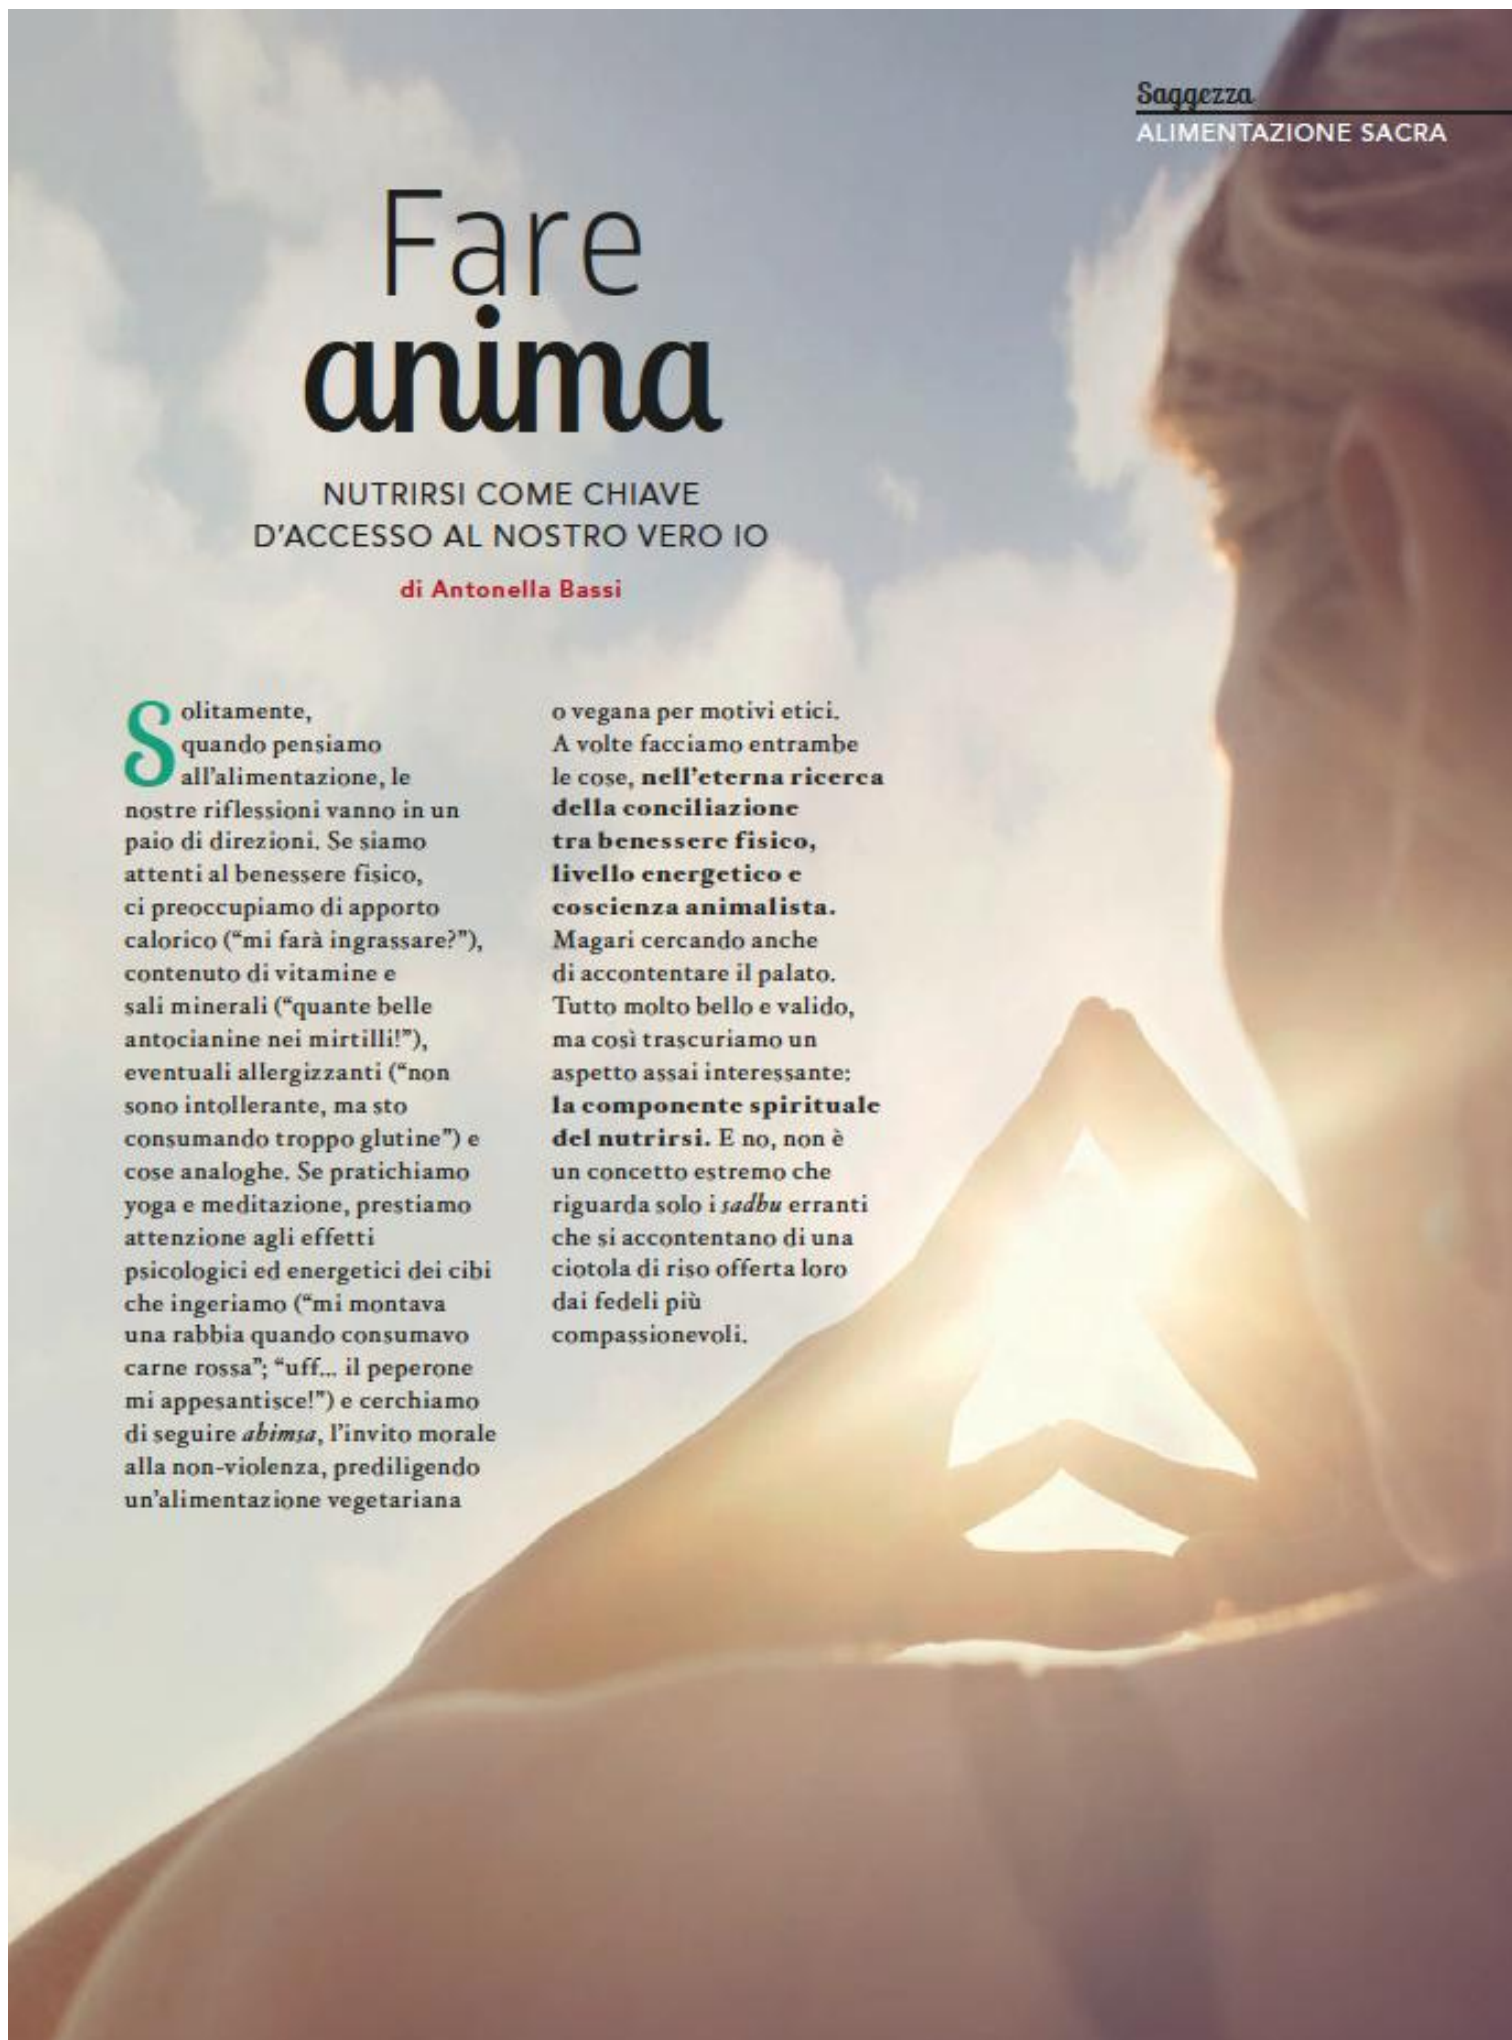 Saggezza
ALIMENTAZIONE SACRA
Fare
anima
NUTRIRSI COME CHIAVE
D'ACCESSO AL NOSTRO VERO IO
di Antonella Bassi
Solitamente,
quando pensiamo
all'alimentazione, le
nostre riflessioni vanno in un
paio di direzioni. Se siamo
attenti al benessere fisico,
ci preoccupiamo di apporto
calorico (“mi farà ingrassare?”),
contenuto di vitamine e
sali minerali (“quante belle
antocianine nei mirtilli!”),
eventuali allergizzanti (“non
sono intollerante, ma sto
consumando troppo glutine”) e
cose analoghe. Se pratichiamo
yoga e meditazione, prestiamo
attenzione agli effetti
psicologici ed energetici dei cibi
che ingeriamo (“mi montava
una rabbia quando consumavo
carne rossa”; “uff... il peperone
mi appesantisce!”) e cerchiamo
di seguire ahimsa, l'invito morale
alla non-violenza, prediligendo
un'alimentazione vegetariana
o vegana per motivi etici.
A volte facciamo entrambe
le cose, nell'eterna ricerca
della conciliazione
tra benessere fisico,
livello energetico e
coscienza animalista.
Magari cercando anche
di accontentare il palato.
Tutto molto bello e valido,
ma così trascuriamo un
aspetto assai interessante:
la componente spirituale
del nutrirsi. E no, non è
un concetto estremo che
riguarda solo i sadhu erranti
che si accontentano di una
ciotola di riso offerta loro
dai fedeli più
compassionevoli.